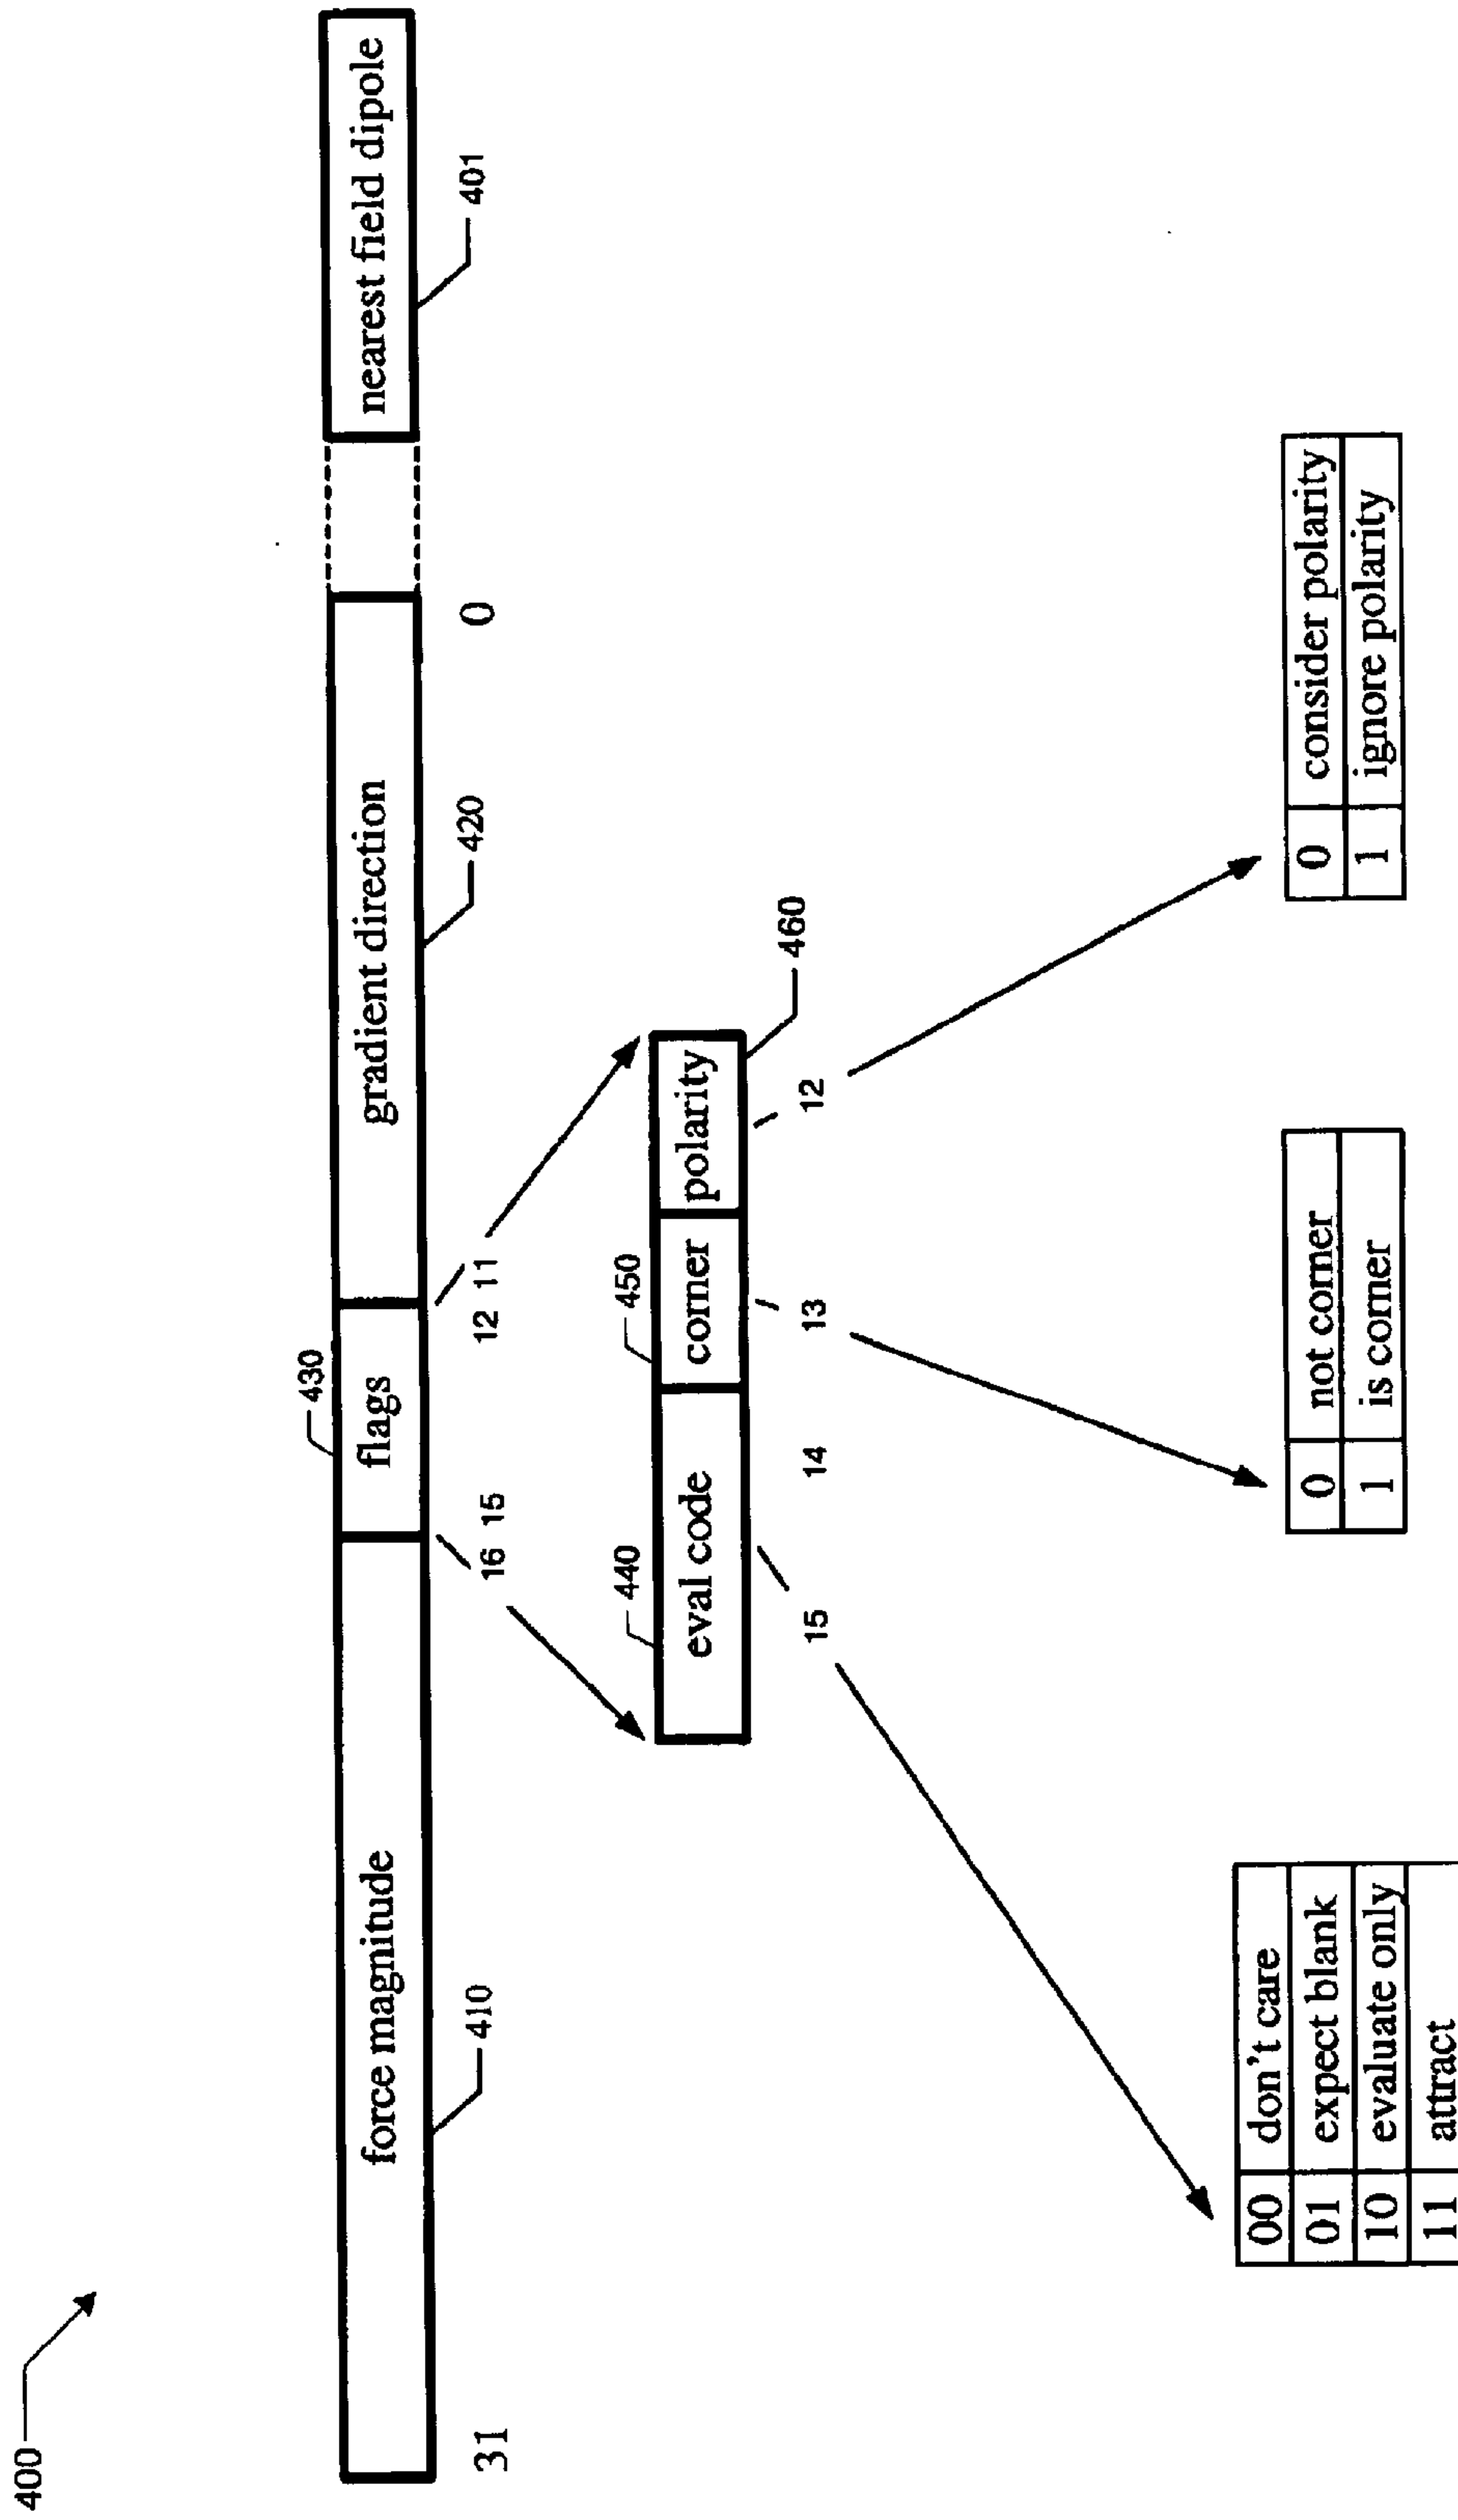 400
force magnitude
flags
gradient direction
nearest field dipole
430
31
410
16 15
12 11
420
0
401
440
450
eval code
corner
polarity
460
15
14
13
12
00 don't care
01 expect blank
10 evaluate only
11 attract
0 not corner
1 is corner
0 consider polarity
1 ignore polarity